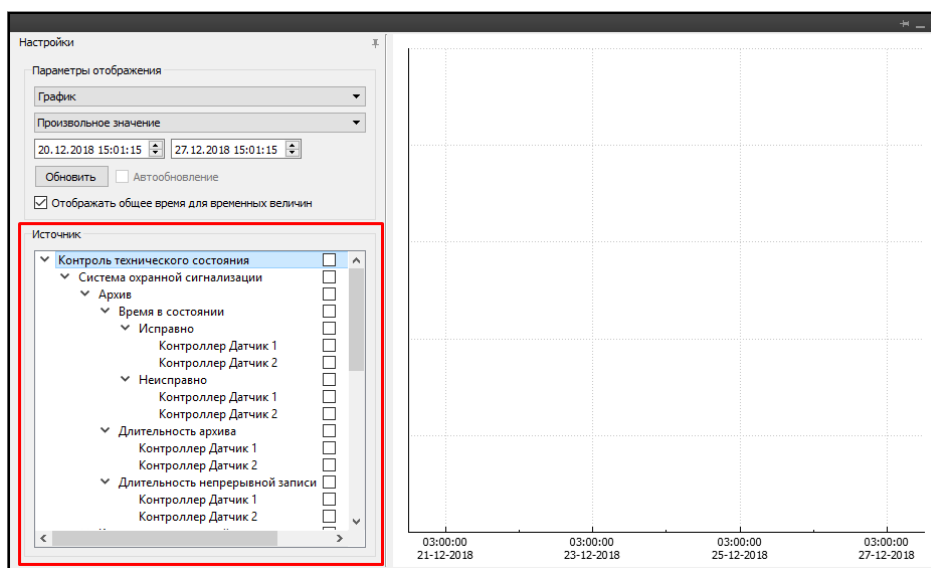 Настройки
Параметры отображения
График
Произвольное значение
20.12.2018 15:01:15 27.12.2018 15:01:15
Обновить Автообновление
Отображать общее время для временных величин
Источник
Контроль технического состояния
Система охранной сигнализации
Архив
Время в состоянии
Исправно
Контроллер Датчик 1
Контроллер Датчик 2
Неисправно
Контроллер Датчик 1
Контроллер Датчик 2
Длительность архива
Контроллер Датчик 1
Контроллер Датчик 2
Длительность непрерывной записи
Контроллер Датчик 1
Контроллер Датчик 2
03:00:00 03:00:00 03:00:00 03:00:00
21-12-2018 23-12-2018 25-12-2018 27-12-2018